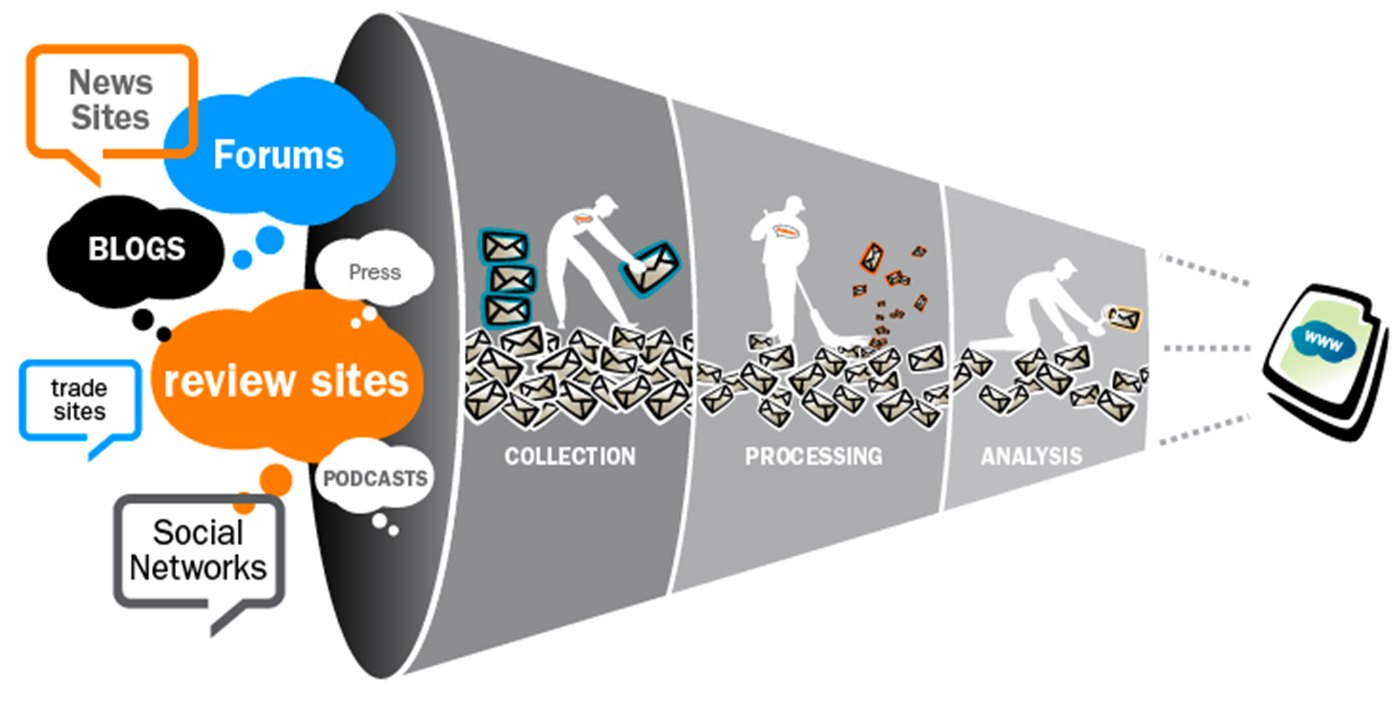 News
Sites
Forums
BLOGS
Press
review sites
trade
sites
PODCASTS
Social
Networks
COLLECTION
PROCESSING
ANALYSIS
www